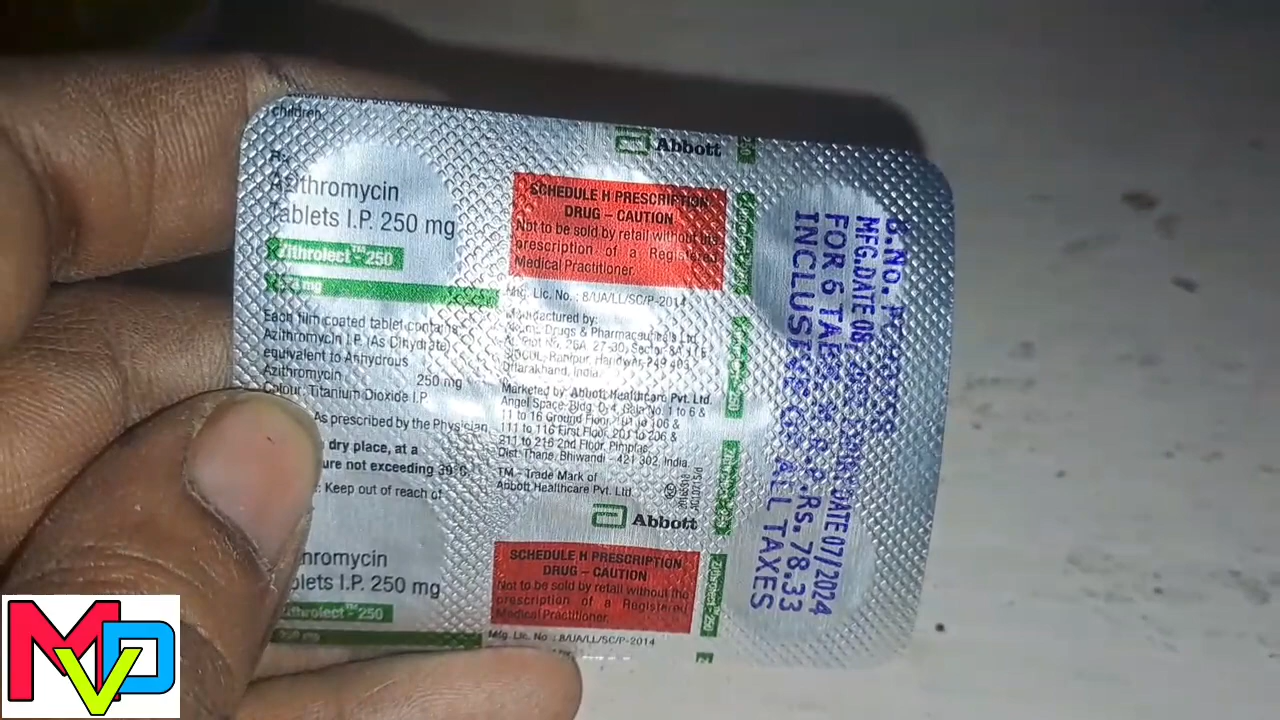 children.
Abbott
Rx
Azithromycin
Tablets I.P. 250 mg
Zithrolect™-250
Each film coated tablet contains
Azithromycin I.P. (As Dihydrate)
equivalent to Anhydrous
Azithromycin 250 mg
Colour: Titanium Dioxide I.P.
As prescribed by the Physician
dry place, at a
not exceeding 30°C
Keep out of reach of
Tablets I.P. 250 mg
Zithrolect™-250
SCHEDULE H PRESCRIPTION
DRUG – CAUTION
Not to be sold by retail without the
prescription of a Registered
Medical Practitioner.
Mfg. Lic. No. : 8/UA/LL/SC/P-2014
Manufactured by:
Drugs & Pharmaceuticals Ltd.
Plot No. 26A, 27-30, Sector-8A, I.I.E.
SIDCUL, Ranipur, Haridwar-249 403
Uttarakhand, India.
Marketed by: Abbott Healthcare Pvt. Ltd.
Angel Space, Bldg. D-4, Gala No. 1 to 6 &
11 to 16 Ground Floor, 101 to 106 &
111 to 116 First Floor, 201 to 206 &
211 to 216 2nd Floor, Pimplas,
Dist. Thane, Bhiwandi - 421 302, India.
TM - Trade Mark of
Abbott Healthcare Pvt. Ltd.
Abbott
SCHEDULE H PRESCRIPTION
DRUG – CAUTION
Not to be sold by retail without the
prescription of a Registered
Medical Practitioner.
Mfg. Lic. No. : 8/UA/LL/SC/P-2014
B.No.
MFG.DATE 08 DATE 07/2024
FOR 5 TAB M.R.P.Rs.78.33
INCLUSIVE OF ALL TAXES
MVD